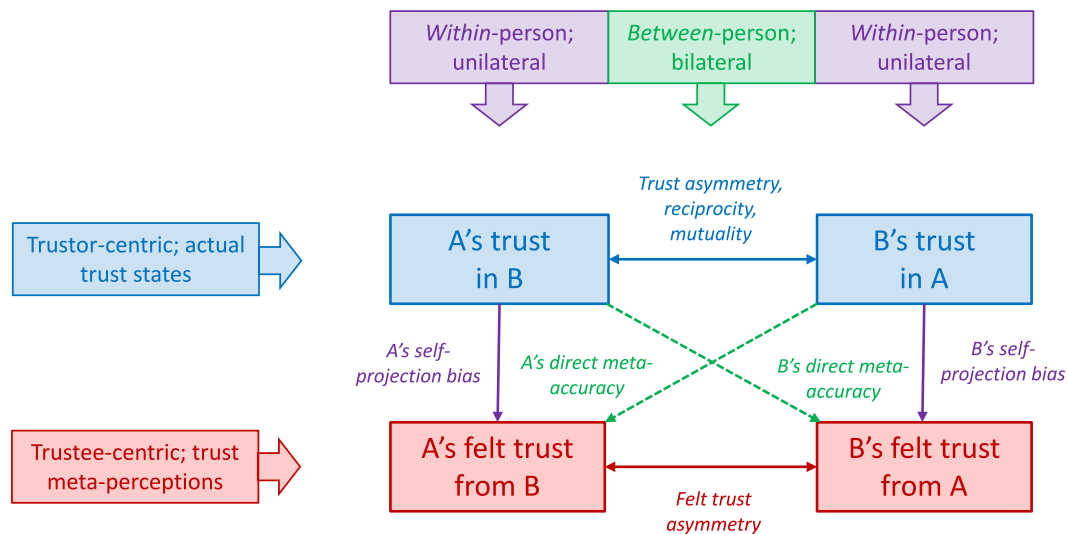 Within-person;
unilateral
Between-person;
bilateral
Within-person;
unilateral
Trust asymmetry,
reciprocity,
mutuality
Trustor-centric; actual
trust states
A’s trust
in B
B’s trust
in A
A’s self-
projection bias
A’s direct meta-
accuracy
B’s direct meta-
accuracy
B’s self-
projection bias
Trustee-centric; trust
meta-perceptions
A’s felt trust
from B
B’s felt trust
from A
Felt trust
asymmetry